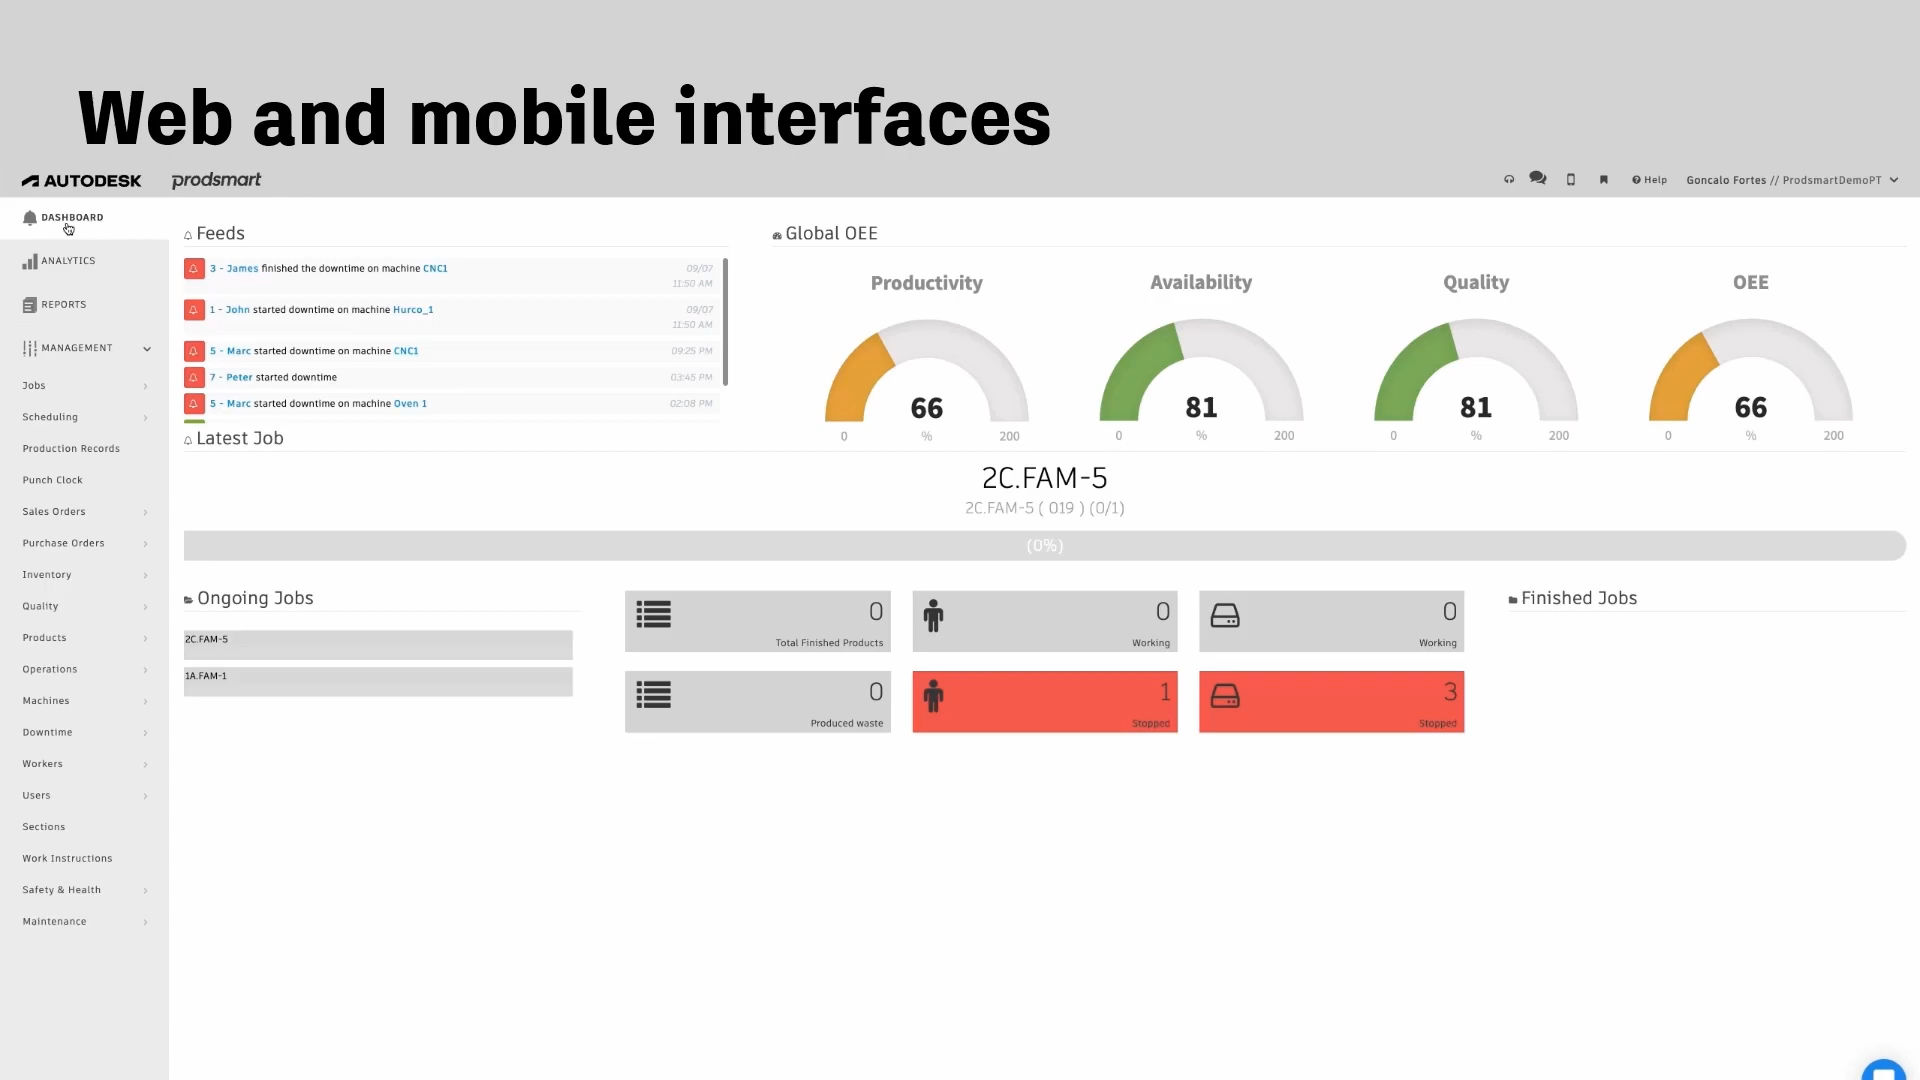 Web and mobile interfaces
AUTODESK prodsmart
Help Goncalo Fortes // ProdsmartDemoPT
DASHBOARD
ANALYTICS
REPORTS
MANAGEMENT
Jobs
Scheduling
Production Records
Punch Clock
Sales Orders
Purchase Orders
Inventory
Quality
Products
Operations
Machines
Downtime
Workers
Users
Sections
Work Instructions
Safety & Health
Maintenance
Feeds
3 - James finished the downtime on machine CNC1 09/07
11:50 AM
1 - John started downtime on machine Hurco_1 09/07
11:50 AM
5 - Marc started downtime on machine CNC1 09:25 PM
7 - Peter started downtime 03:45 PM
5 - Marc started downtime on machine Oven 1 02:08 PM
Global OEE
Productivity Availability Quality OEE
66 81 81 66
0 % 200 0 % 200 0 % 200 0 % 200
Latest Job
2C.FAM-5
2C.FAM-5 ( 019 ) (0/1)
(0%)
Ongoing Jobs
2C.FAM-5
1A.FAM-1
0
Total Finished Products
0
Working
0
Working
0
Produced waste
1
Stopped
3
Stopped
Finished Jobs